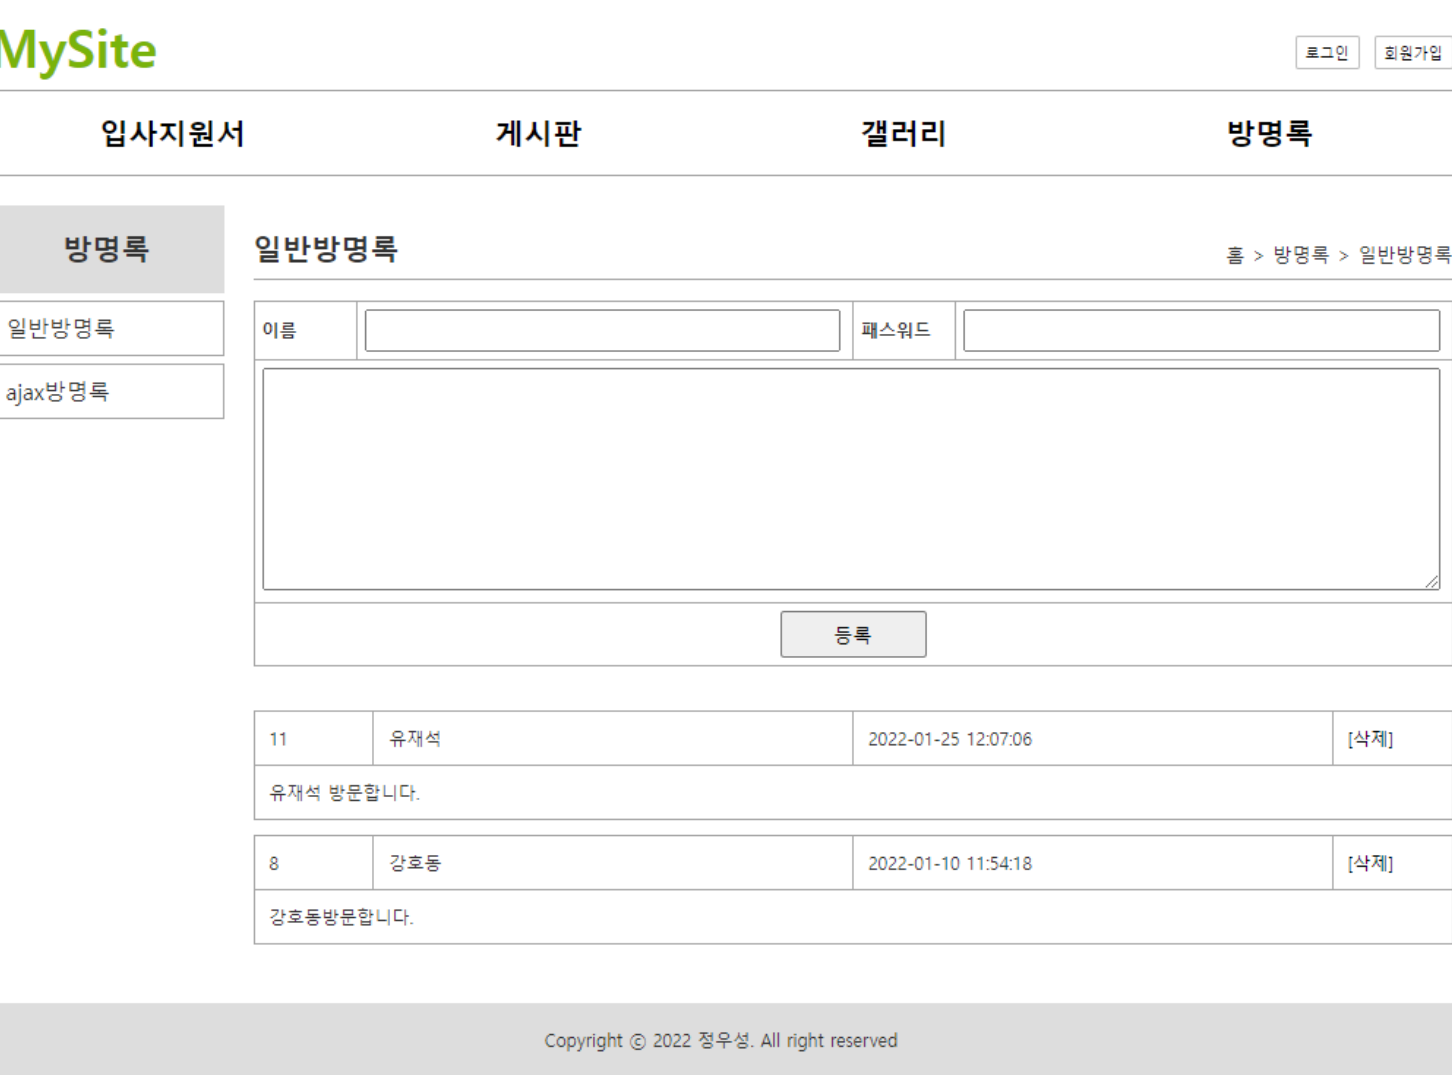 MySite
로그인 회원가입
입사지원서 게시판 갤러리 방명록
방명록
일반방명록
ajax방명록
일반방명록
홈 > 방명록 > 일반방명록
이름 패스워드
등록
11 유재석 2022-01-25 12:07:06 [삭제]
유재석 방문합니다.
8 강호동 2022-01-10 11:54:18 [삭제]
강호동방문합니다.
Copyright ⓒ 2022 정우성. All right reserved